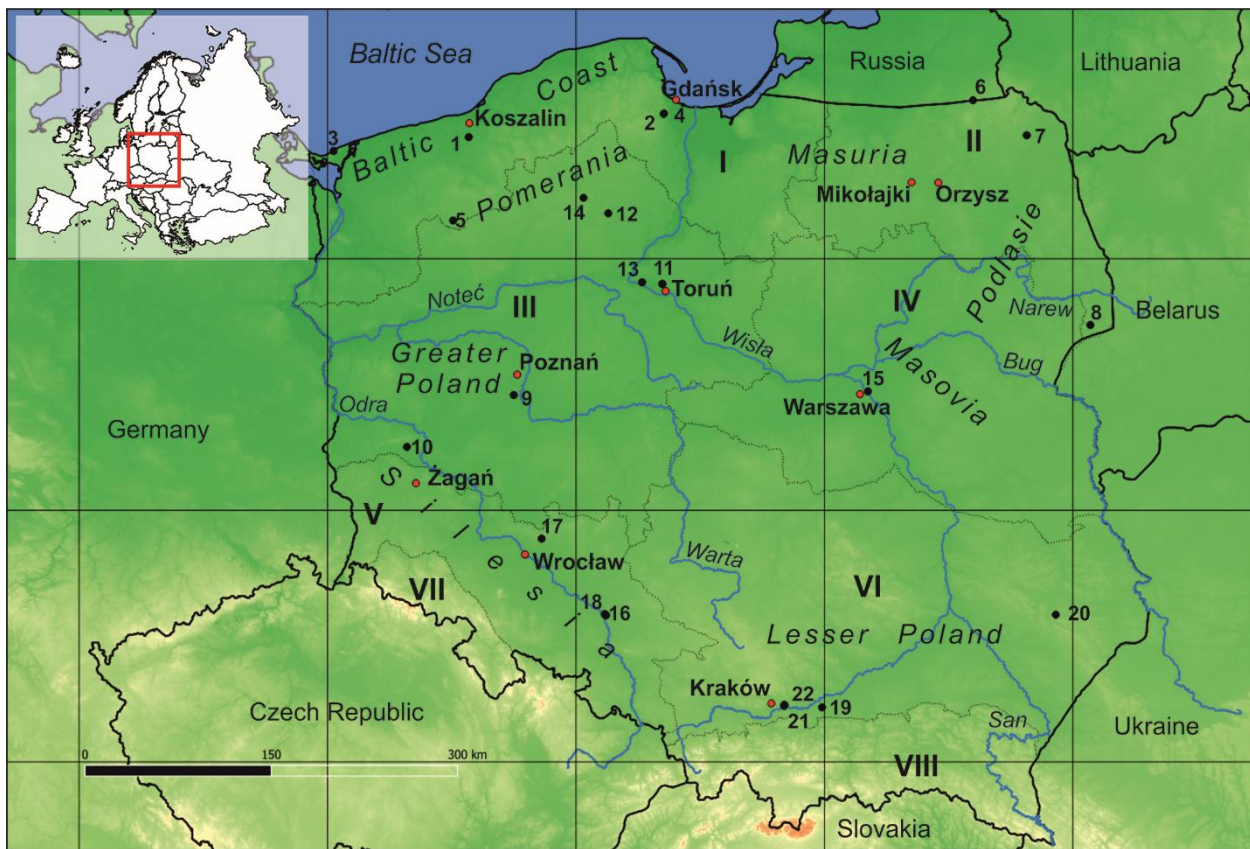 Baltic Sea
Russia
Lithuania
Coast
Gdańsk
6
Koszalin
3
2
4
1
Baltic
7
II
I
Masuria
Pomerania
Mikołajki
Orzysz
14
12
5
Podlasie
13
11
Toruń
Noteć
III
IV
Narew
8
Belarus
Wisła
Masovia
Bug
Greater
Poland
Poznań
9
15
Warszawa
Odra
Germany
10
Żagań
Silesia
V
17
Wrocław
Warta
VI
VII
18
16
20
Lesser Poland
Kraków
22
21
19
Czech Republic
San
Ukraine
0
150
300 km
VIII
Slovakia